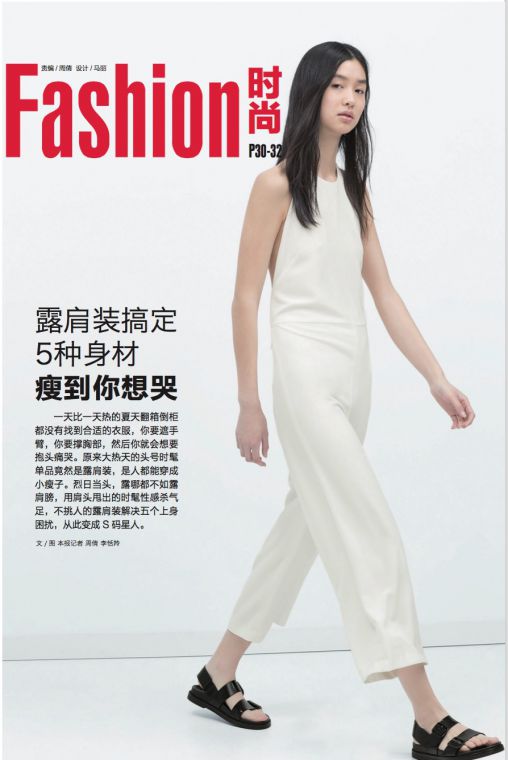 责编/周倩 设计/马丽
Fashion
时尚
P30-32
露肩装搞定
5种身材
瘦到你想哭
一天比一天热的夏天翻箱倒柜
都没有找到合适的衣服,你要遮手
臂,你要撑胸部,然后你就会想要
抱头痛哭。原来大热天的头号时髦
单品竟然是露肩装,是人都能穿成
小瘦子。烈日当头,露哪都不如露
肩膀,用肩头甩出的时髦性感杀气
足,不挑人的露肩装解决五个上身
困扰,从此变成 S 码星人。
文/图 本报记者 周倩 李恬羚